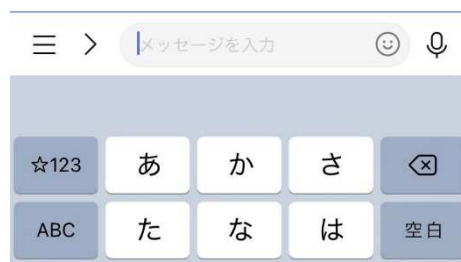 メッセージを入力
☆123 あ か さ
ABC た な は 空白